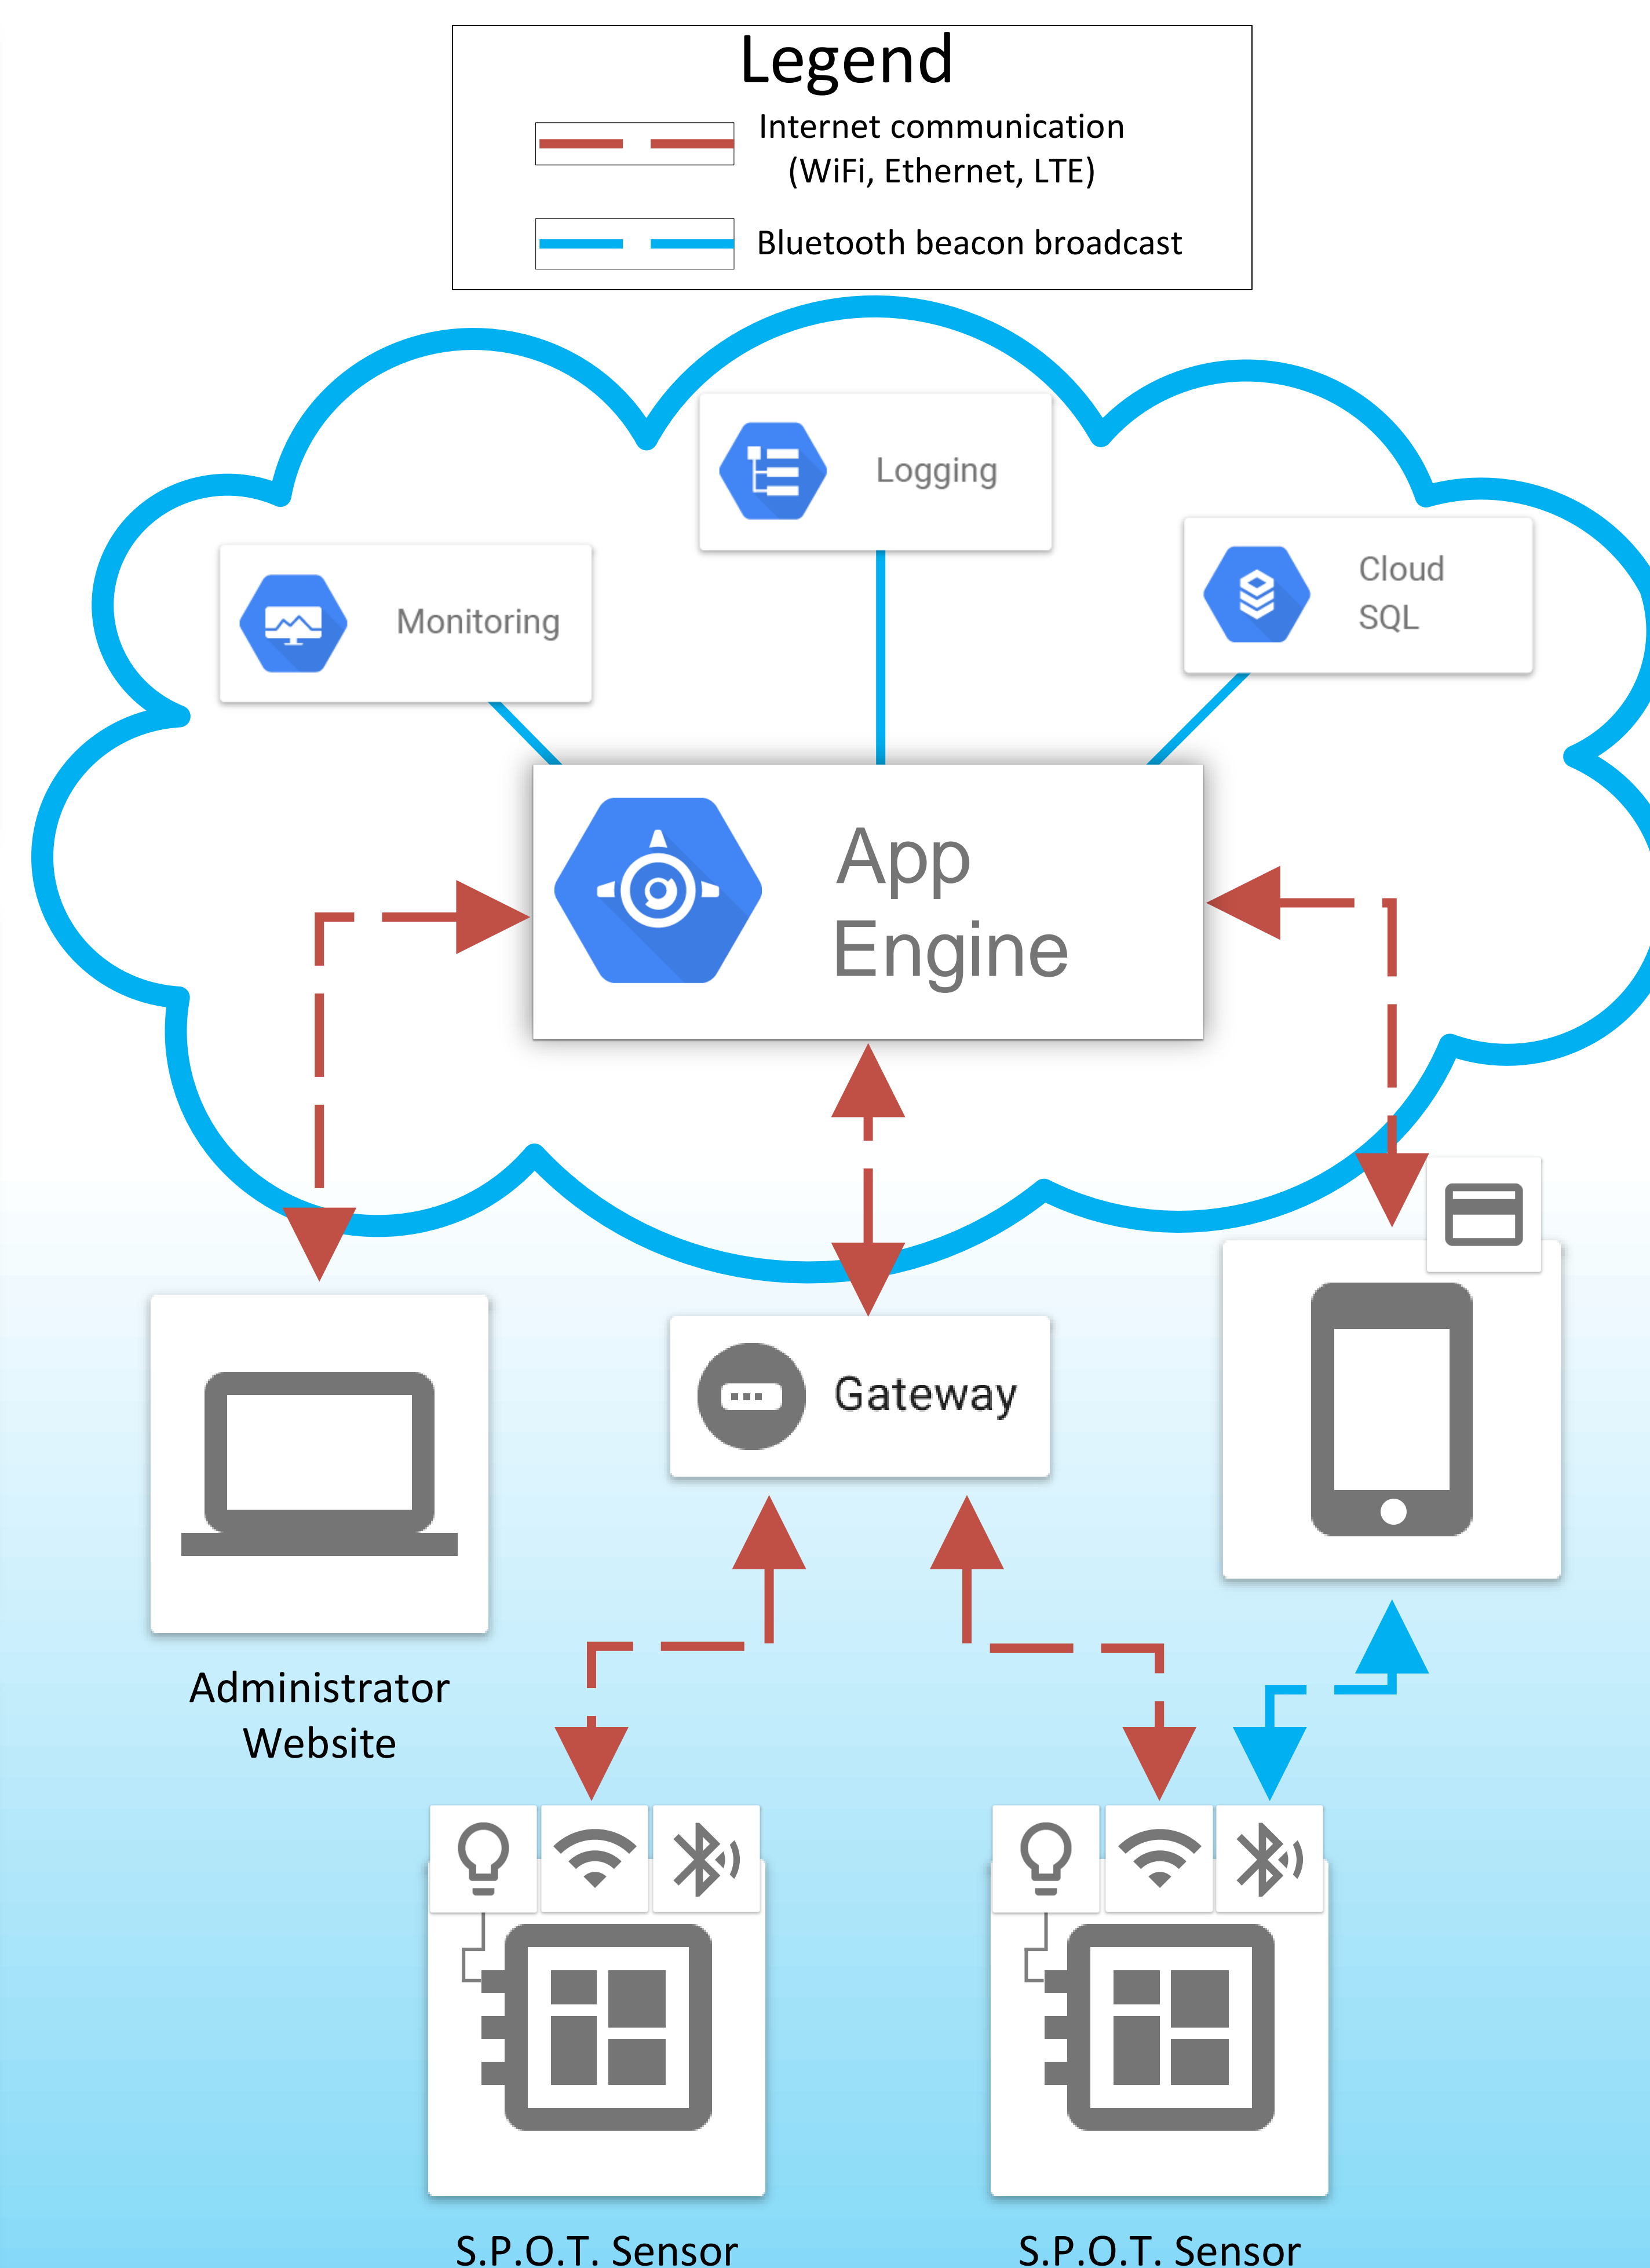 Legend
Internet communication
(WiFi, Ethernet, LTE)
Bluetooth beacon broadcast
Logging
Monitoring
Cloud
SQL
App
Engine
Gateway
Administrator
Website
S.P.O.T. Sensor
S.P.O.T. Sensor